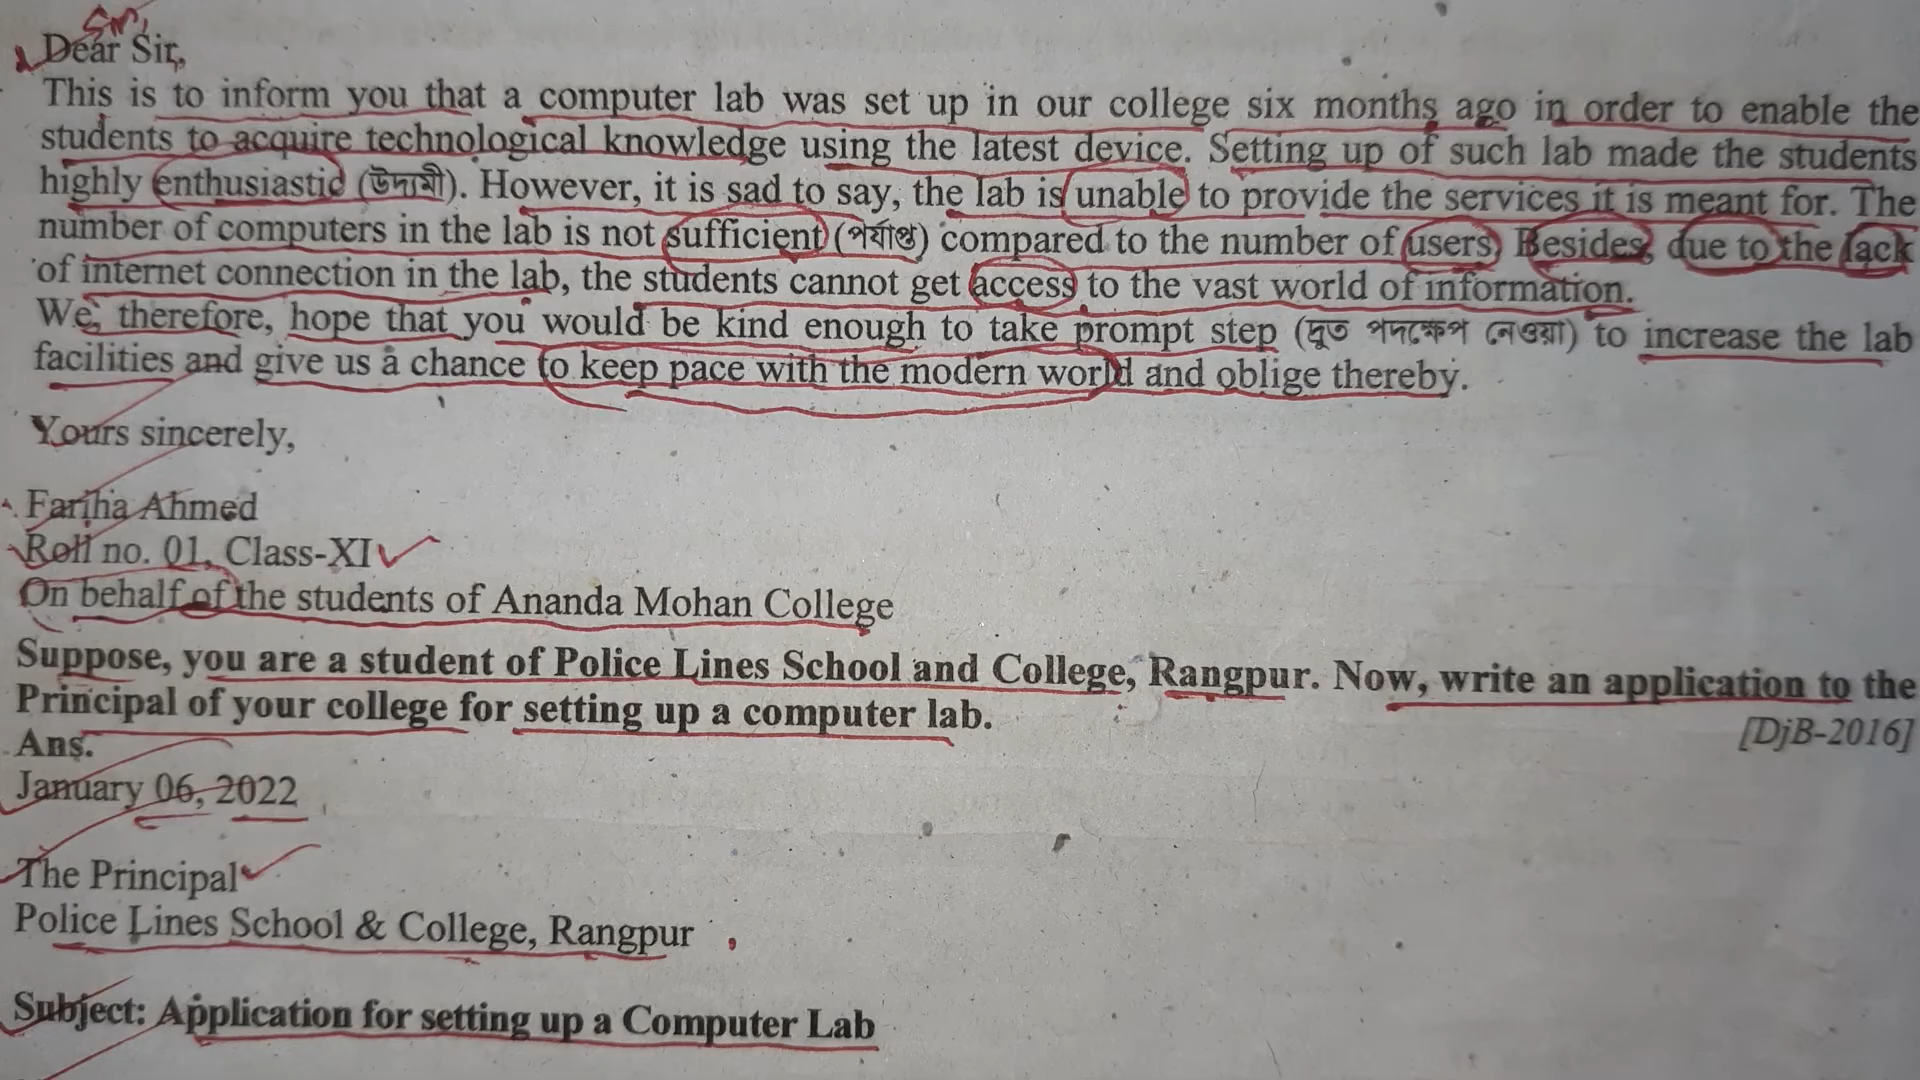 Sir,
Dear Sir,
This is to inform you that a computer lab was set up in our college six months ago in order to enable the
students to acquire technological knowledge using the latest device. Setting up of such lab made the students
highly enthusiastic (উদ্যমী). However, it is sad to say, the lab is unable to provide the services it is meant for. The
number of computers in the lab is not sufficient (পর্যাপ্ত) compared to the number of users. Besides, due to the lack
of internet connection in the lab, the students cannot get access to the vast world of information.
We, therefore, hope that you would be kind enough to take prompt step (দ্রুত পদক্ষেপ নেওয়া) to increase the lab
facilities and give us a chance to keep pace with the modern world and oblige thereby.
Yours sincerely,
Fariha Ahmed
Roll no. 01, Class-XI
On behalf of the students of Ananda Mohan College
Suppose, you are a student of Police Lines School and College, Rangpur. Now, write an application to the
Principal of your college for setting up a computer lab.
[DjB-2016]
Ans.
January 06, 2022
The Principal
Police Lines School & College, Rangpur
Subject: Application for setting up a Computer Lab